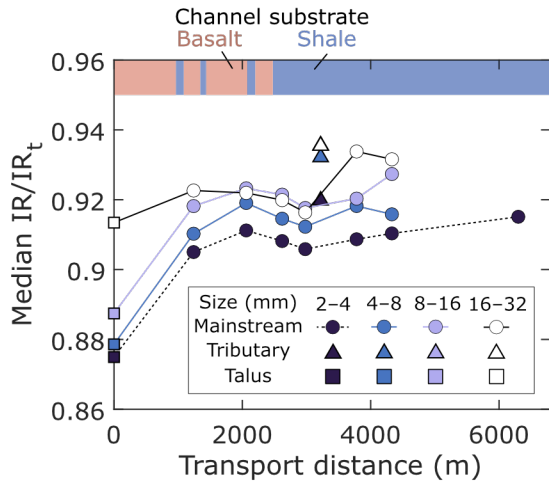 Channel substrate
Basalt Shale
0.96
0.94
0.92
0.9
0.88
0.86
Median IR/IRt
Size (mm) 2–4 4–8 8–16 16–32
Mainstream
Tributary
Talus
0 2000 4000 6000
Transport distance (m)